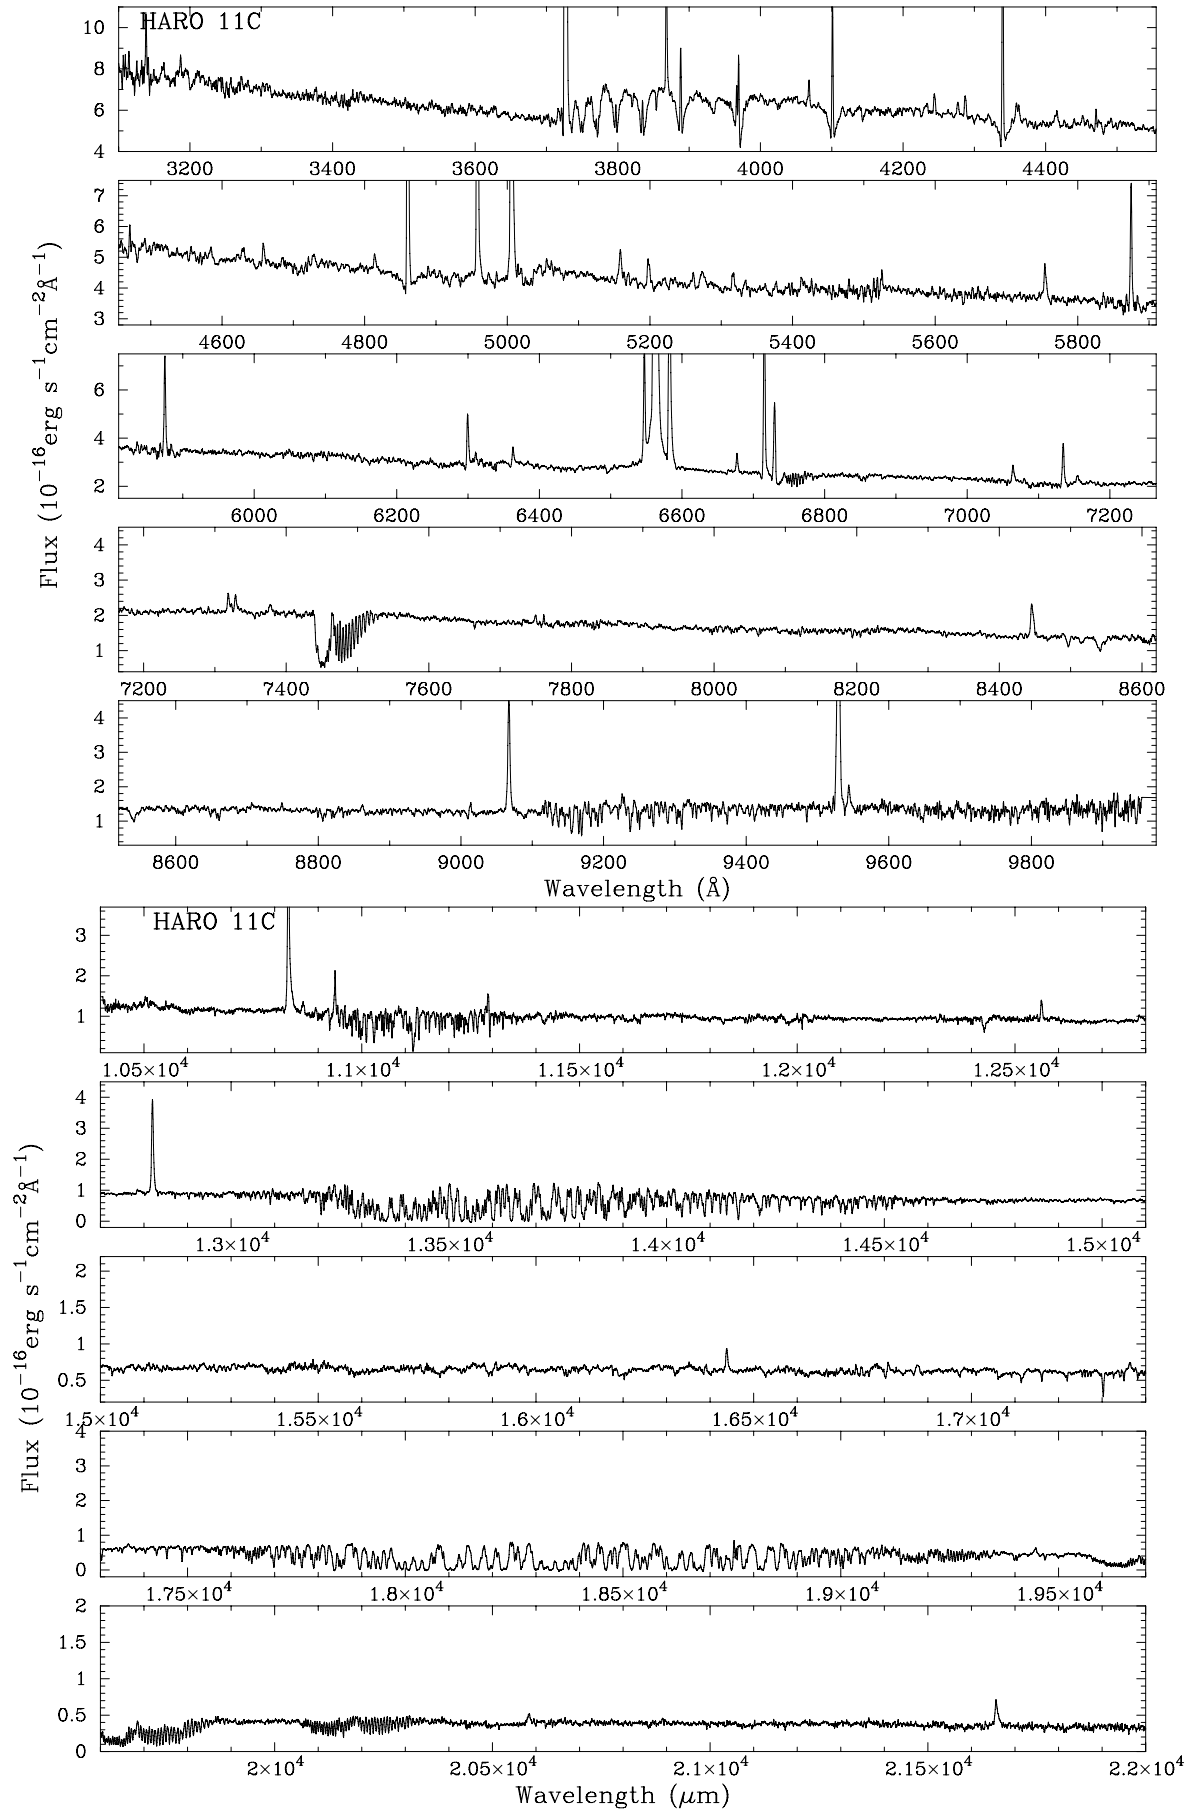 HARO 11C
10
8
6
4
3200 3400 3600 3800 4000 4200 4400
7
6
5
4
3
4600 4800 5000 5200 5400 5600 5800
6
4
2
6000 6200 6400 6600 6800 7000 7200
4
3
2
1
7200 7400 7600 7800 8000 8200 8400 8600
4
3
2
1
8600 8800 9000 9200 9400 9600 9800
Flux (10⁻¹⁶erg s⁻¹cm⁻²Å⁻¹)
Wavelength (Å)
HARO 11C
3
2
1
1.05×10⁴ 1.1×10⁴ 1.15×10⁴ 1.2×10⁴ 1.25×10⁴
4
3
2
1
0
1.3×10⁴ 1.35×10⁴ 1.4×10⁴ 1.45×10⁴ 1.5×10⁴
2
1.5
1
0.5
1.5×10⁴ 1.55×10⁴ 1.6×10⁴ 1.65×10⁴ 1.7×10⁴
4
3
2
1
0
1.75×10⁴ 1.8×10⁴ 1.85×10⁴ 1.9×10⁴ 1.95×10⁴
2
1.5
1
0.5
0
2×10⁴ 2.05×10⁴ 2.1×10⁴ 2.15×10⁴ 2.2×10⁴
Flux (10⁻¹⁶erg s⁻¹cm⁻²Å⁻¹)
Wavelength (μm)